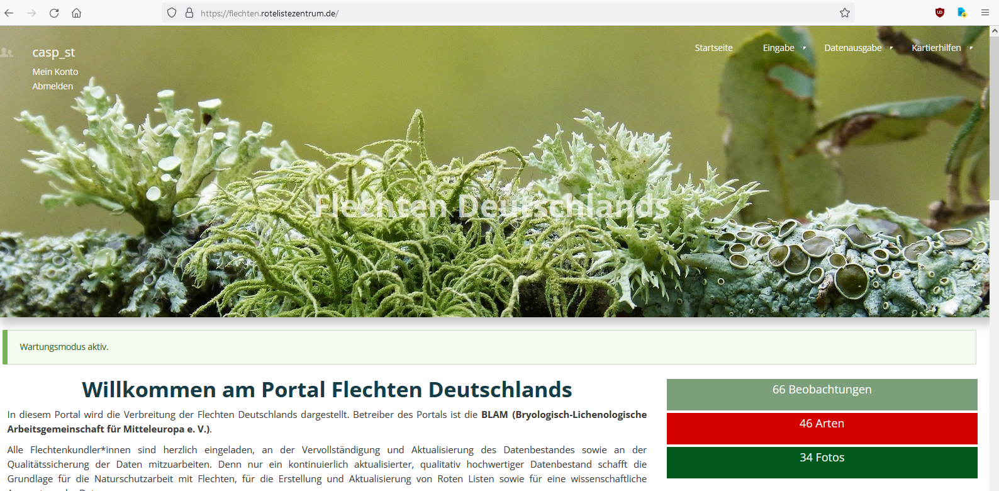 https://flechten.rotelistezentrum.de/
casp_st
Mein Konto
Abmelden
Startseite Eingabe Datenausgabe Kartierhilfen
Flechten Deutschlands
Wartungsmodus aktiv.
Willkommen am Portal Flechten Deutschlands
In diesem Portal wird die Verbreitung der Flechten Deutschlands dargestellt. Betreiber des Portals ist die BLAM (Bryologisch-Lichenologische
Arbeitsgemeinschaft für Mitteleuropa e. V.).
Alle Flechtenkundler*innen sind herzlich eingeladen, an der Vervollständigung und Aktualisierung des Datenbestandes sowie an der
Qualitätssicherung der Daten mitzuarbeiten. Denn nur ein kontinuierlich aktualisierter, qualitativ hochwertiger Datenbestand schafft die
Grundlage für die Naturschutzarbeit mit Flechten, für die Erstellung und Aktualisierung von Roten Listen sowie für eine wissenschaftliche
66 Beobachtungen
46 Arten
34 Fotos